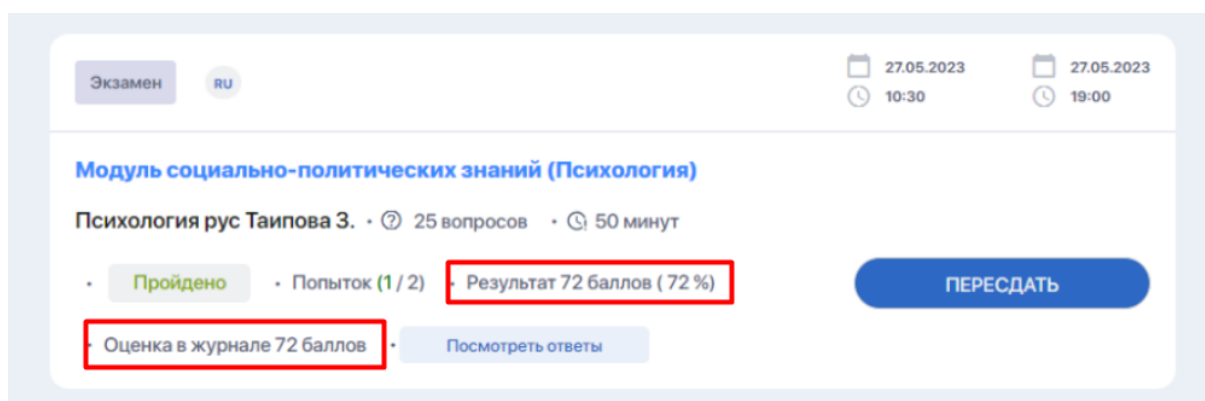 Экзамен RU 27.05.2023 27.05.2023
10:30 19:00
Модуль социально-политических знаний (Психология)
Психология рус Таипова З. · 25 вопросов · 50 минут
· Пройдено · Попыток (1 / 2) · Результат 72 баллов ( 72 %) ПЕРЕСДАТЬ
· Оценка в журнале 72 баллов · Посмотреть ответы